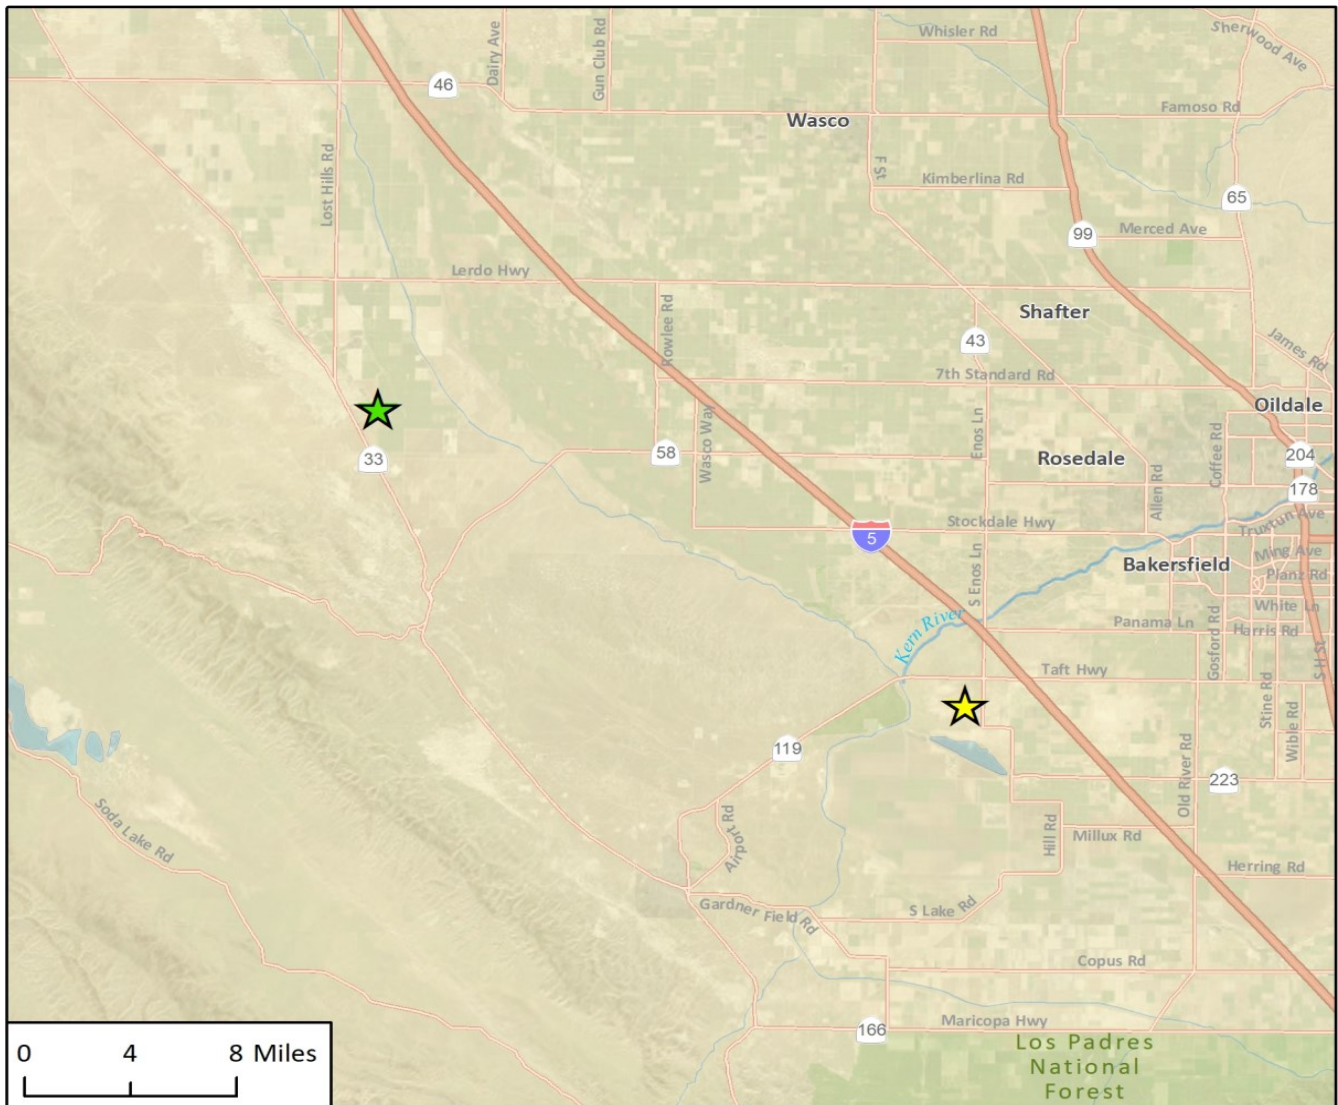 Whisler Rd
Sherwood Ave
Dairy Ave
Gun Club Rd
46
Famoso Rd
Wasco
F St
Kimberlina Rd
Lost Hills Rd
65
99
Merced Ave
Lerdo Hwy
Rowlee Rd
Shafter
43
James Rd
7th Standard Rd
Oildale
Enos Ln
Wasco Way
Coffee Rd
33
58
Rosedale
204
Allen Rd
178
Stockdale Hwy
Truxtun Ave
5
Ming Ave
Bakersfield
Planz Rd
S Enos Ln
White Ln
Kern River
Panama Ln
Harris Rd
Gosford Rd
S H St
Taft Hwy
Stine Rd
Wible Rd
119
Old River Rd
223
Soda Lake Rd
Airport Rd
Hill Rd
Millux Rd
Herring Rd
Gardner Field Rd
S Lake Rd
Copus Rd
166
Maricopa Hwy
Los Padres
National
Forest
0 4 8 Miles